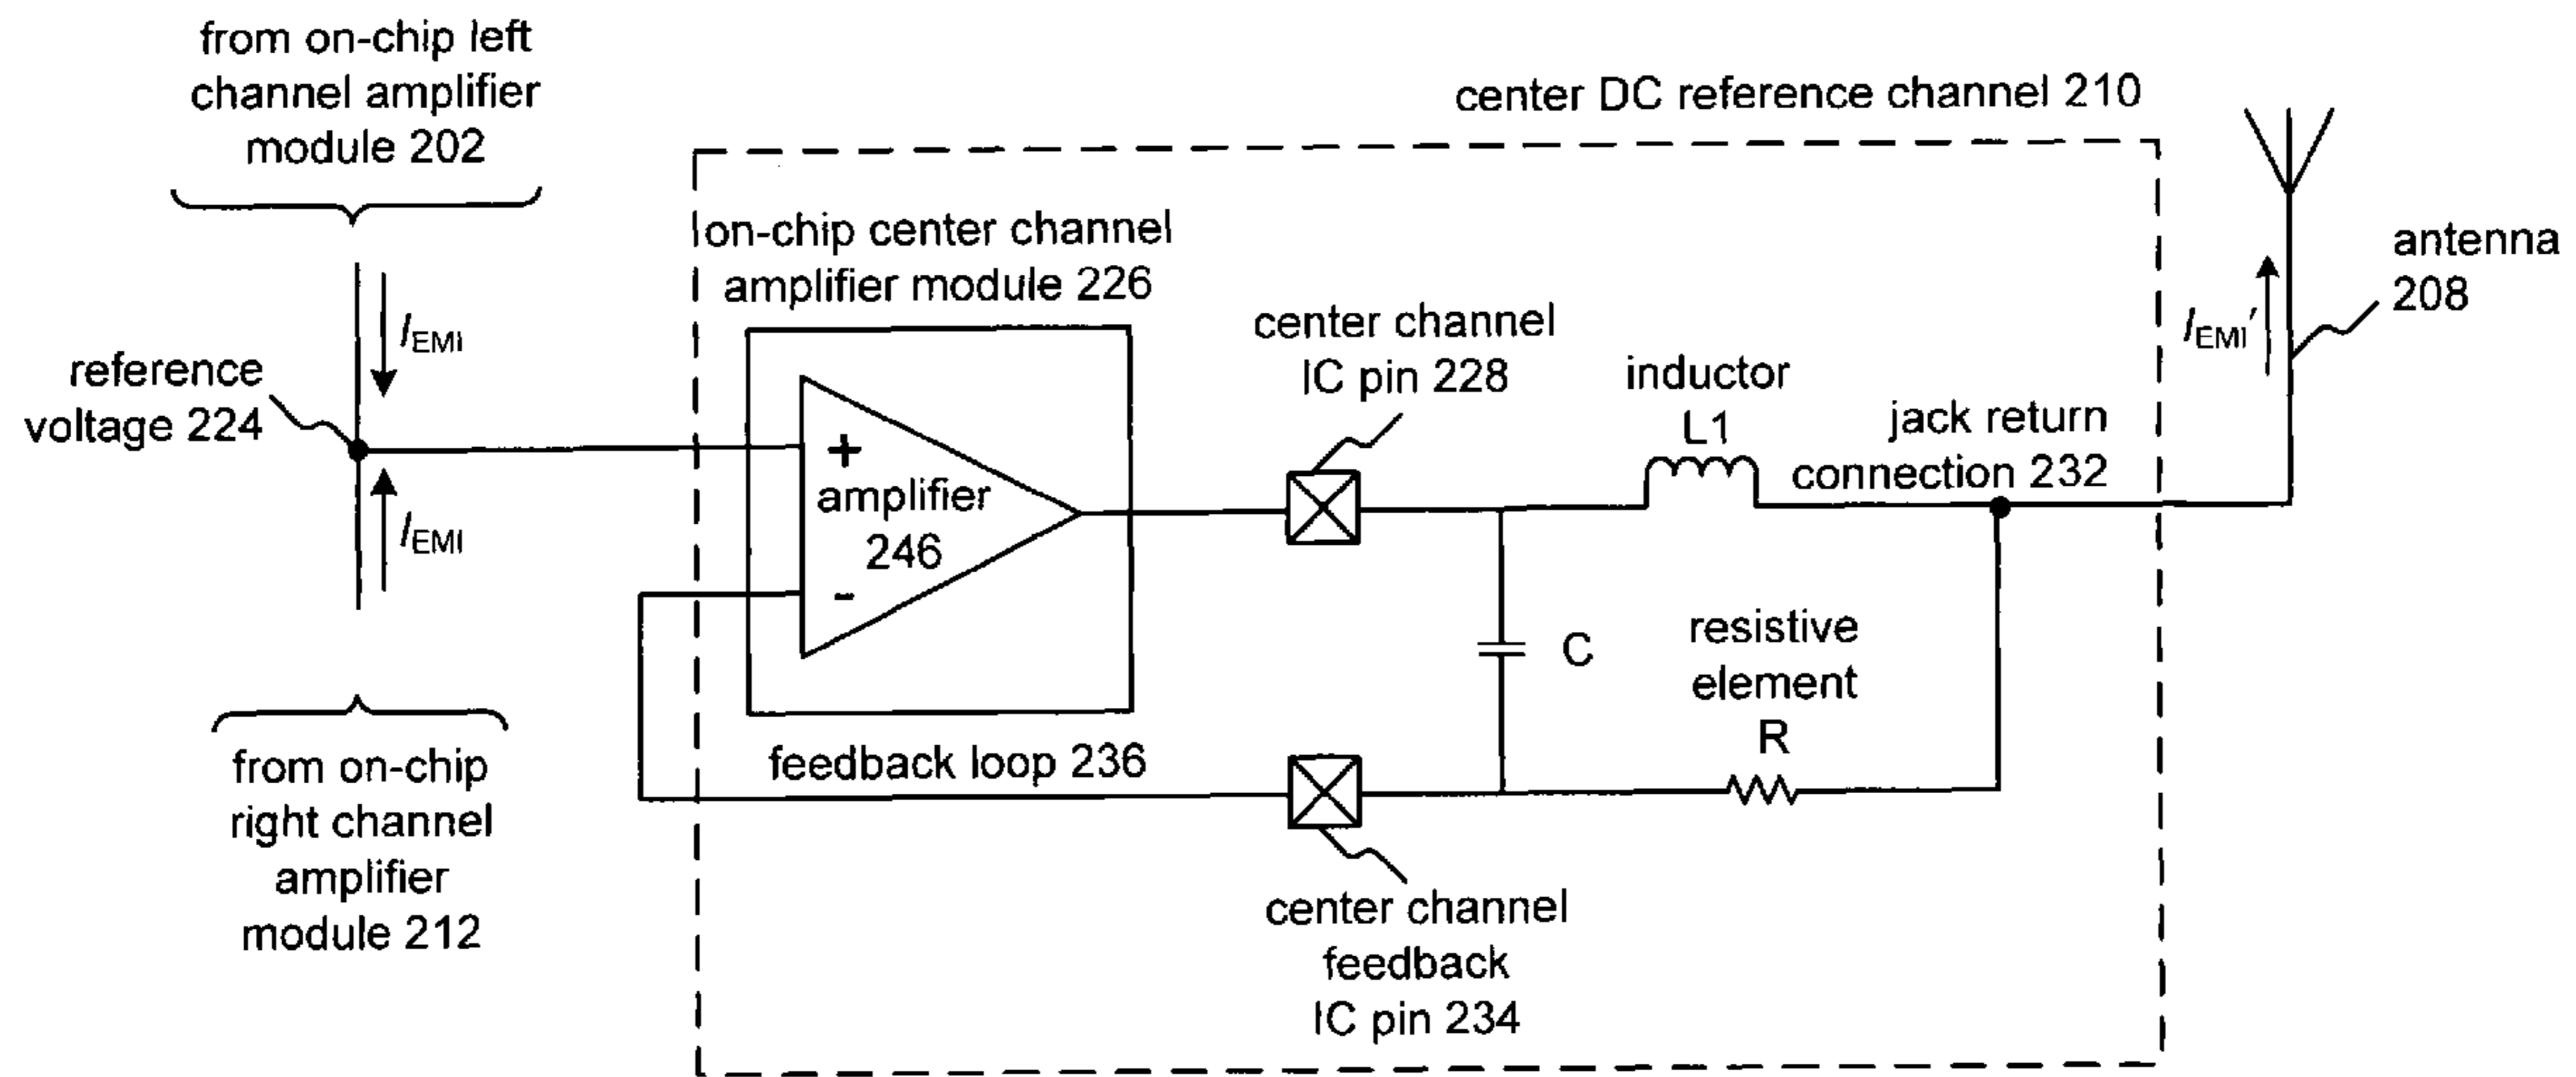 from on-chip left
channel amplifier
module 202
center DC reference channel 210
on-chip center channel
amplifier module 226
antenna
208
I_EMI
I_EMI′
center channel
IC pin 228
inductor
L1
reference
voltage 224
jack return
connection 232
+
amplifier
246
-
I_EMI
C
resistive
element
R
feedback loop 236
from on-chip
right channel
amplifier
module 212
center channel
feedback
IC pin 234